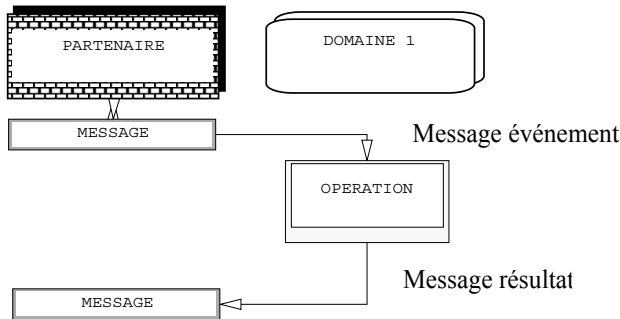 PARTENAIRE
DOMAINE 1
MESSAGE
Message événement
OPERATION
Message résultat
MESSAGE